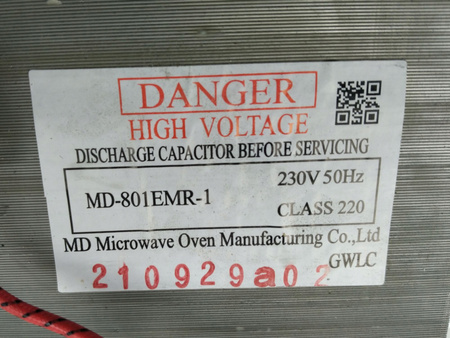 DANGER
HIGH VOLTAGE
DISCHARGE CAPACITOR BEFORE SERVICING
MD-801EMR-1
230V 50Hz
CLASS 220
MD Microwave Oven Manufacturing Co.,Ltd
GWLC
210929a02